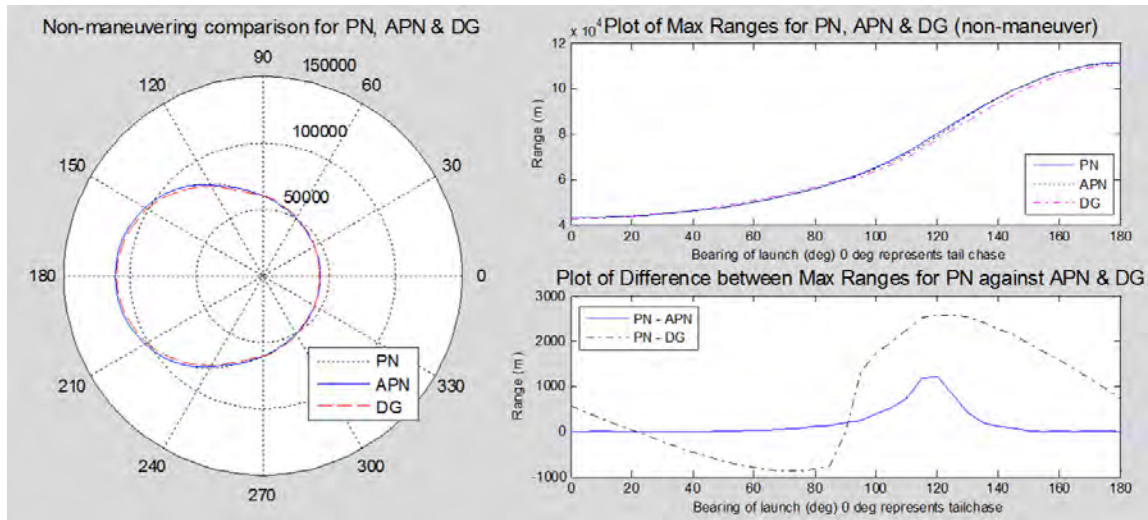 Non-maneuvering comparison for PN, APN & DG
90
150000
120
60
100000
150
30
50000
180
0
210
330
240
300
270
PN
APN
DG
x 10^4
Plot of Max Ranges for PN, APN & DG (non-maneuver)
12
10
8
6
4
Range (m)
PN
APN
DG
0 20 40 60 80 100 120 140 160 180
Bearing of launch (deg) 0 deg represents tail chase
Plot of Difference between Max Ranges for PN against APN & DG
3000
2000
1000
0
-1000
Range (m)
PN - APN
PN - DG
0 20 40 60 80 100 120 140 160 180
Bearing of launch (deg) 0 deg represents tailchase